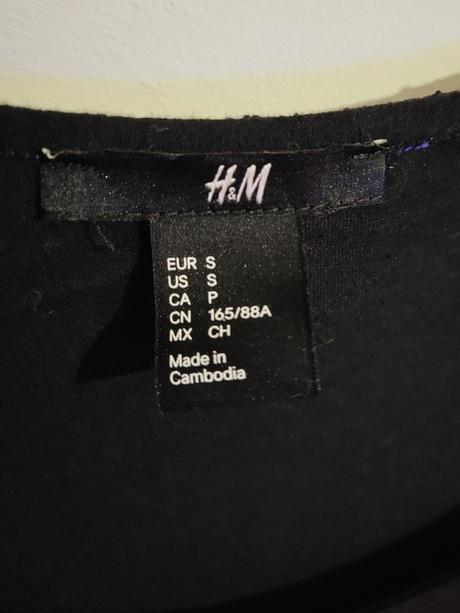 H&M
EUR S
US S
CA P
CN 165/88A
MX CH
Made in
Cambodia